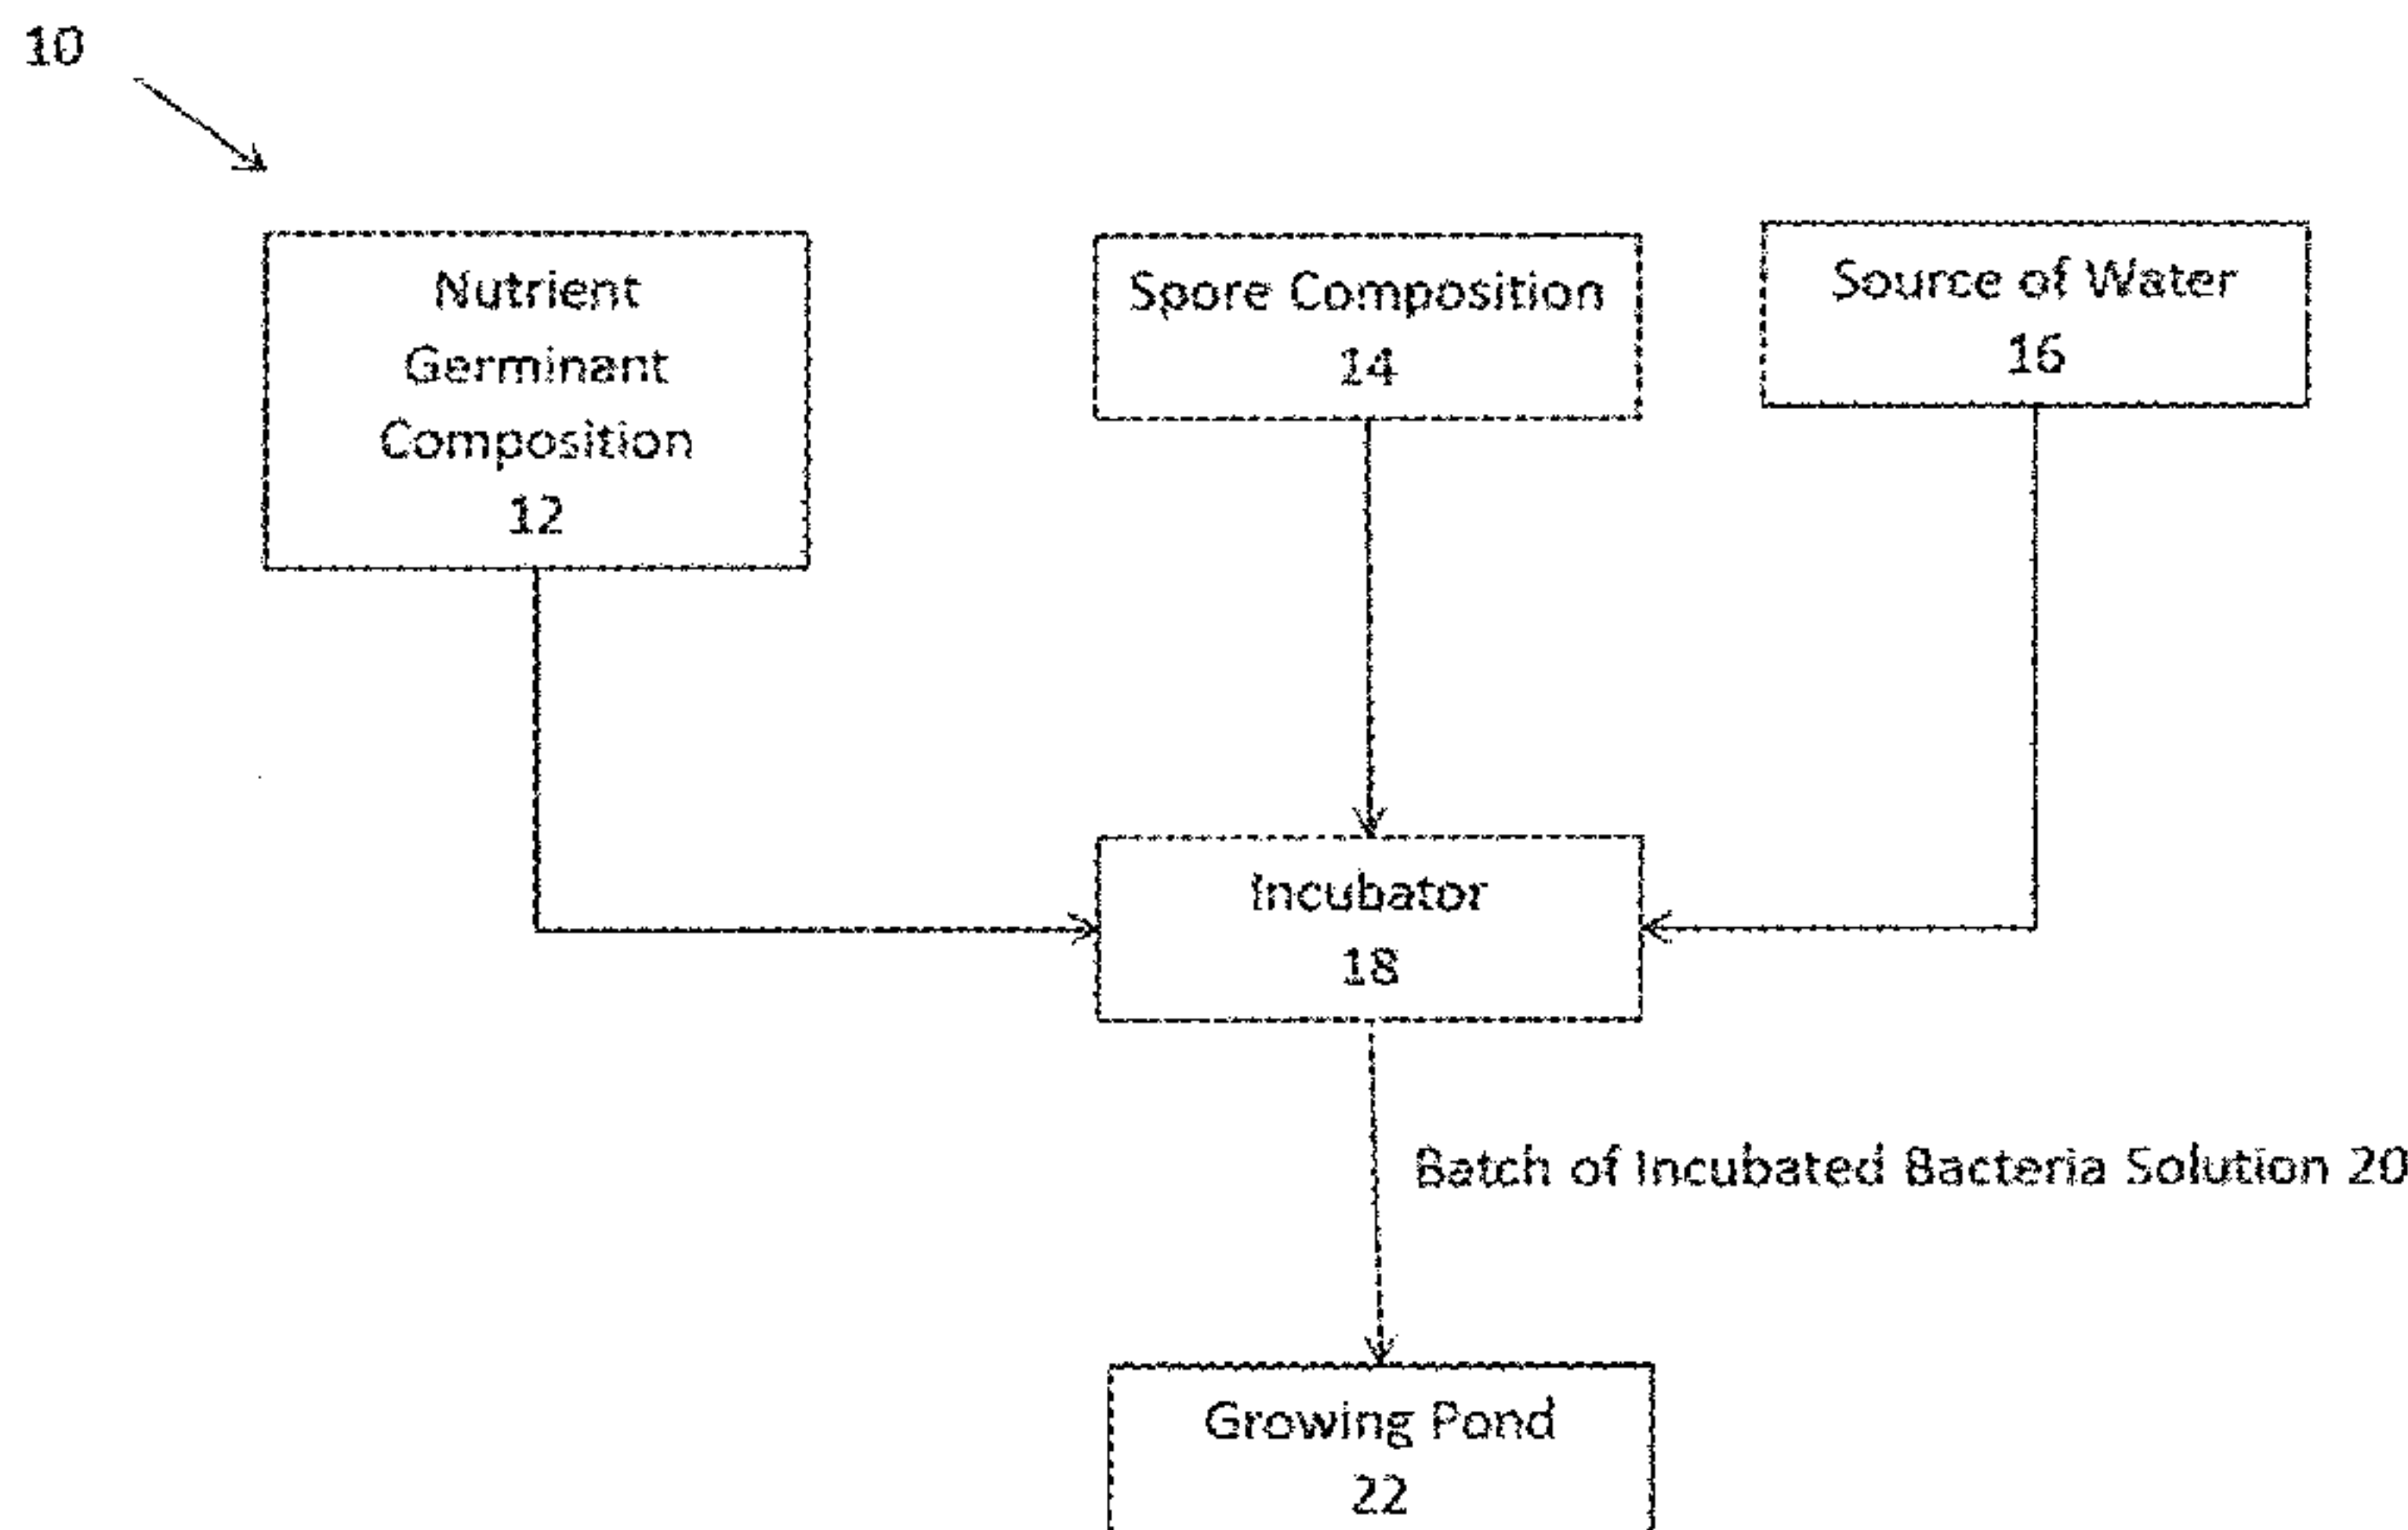 10
Nutrient
Germinant
Composition
12
Spore Composition
14
Source of Water
16
Incubator
18
Batch of Incubated Bacteria Solution 20
Growing Pond
22